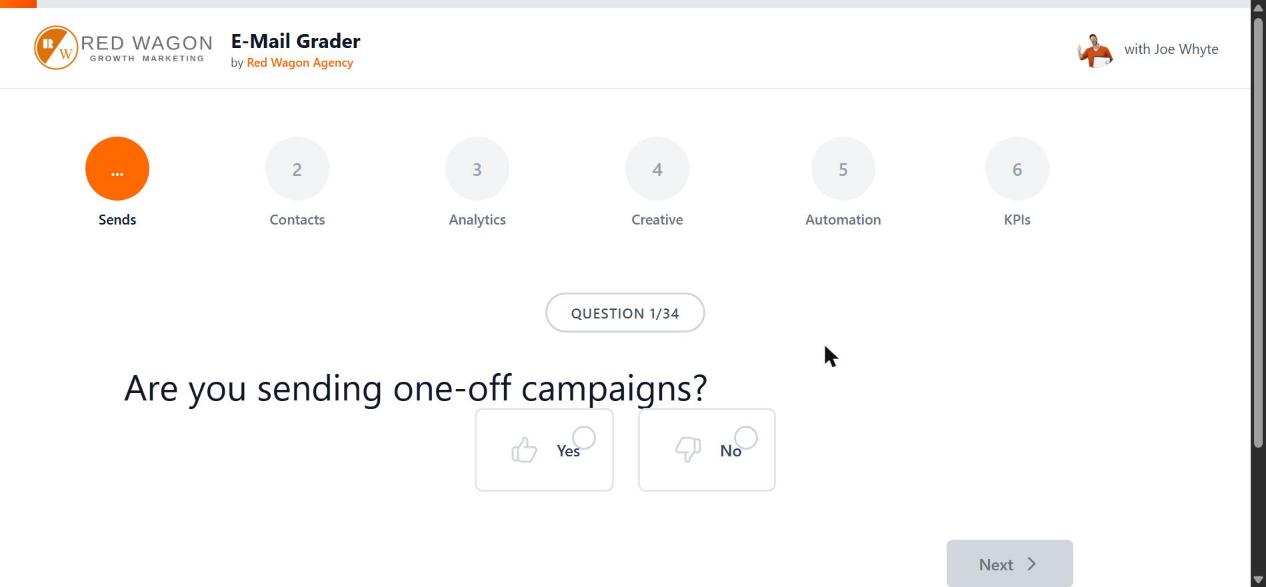 RED WAGON
GROWTH MARKETING
R
W
E-Mail Grader
by Red Wagon Agency
with Joe Whyte
...
2
3
4
5
6
Sends
Contacts
Analytics
Creative
Automation
KPIs
QUESTION 1/34
Are you sending one-off campaigns?
Yes
No
Next